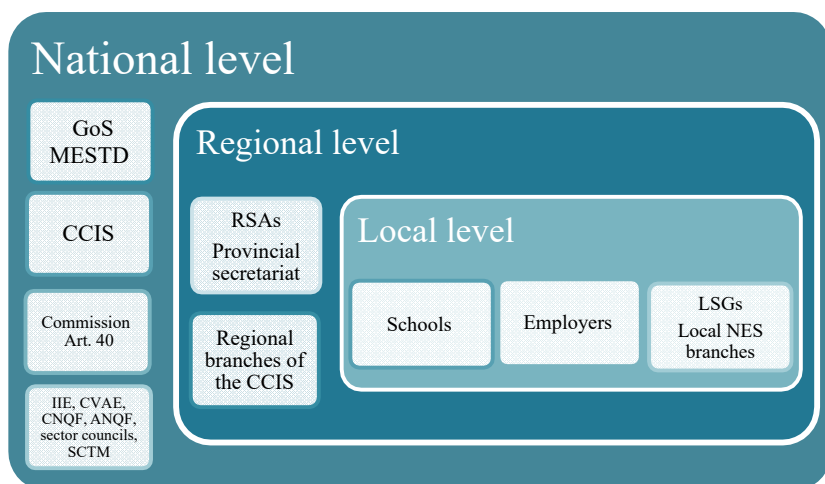 National level
GoS
MESTD
CCIS
Commission
Art. 40
IIE, CVAE,
CNQF, ANQF,
sector councils,
SCTM
Regional level
RSAs
Provincial
secretariat
Regional
branches of
the CCIS
Local level
Schools
Employers
LSGs
Local NES
branches